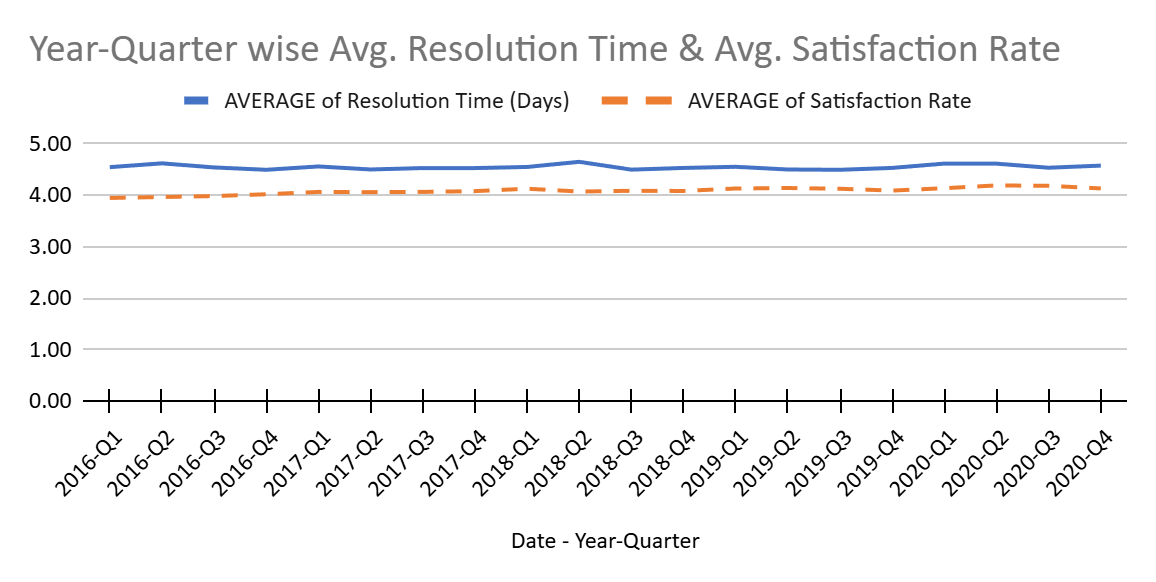 Year-Quarter wise Avg. Resolution Time & Avg. Satisfaction Rate
AVERAGE of Resolution Time (Days) AVERAGE of Satisfaction Rate
5.00
4.00
3.00
2.00
1.00
0.00
2016-Q1
2016-Q2
2016-Q3
2016-Q4
2017-Q1
2017-Q2
2017-Q3
2017-Q4
2018-Q1
2018-Q2
2018-Q3
2018-Q4
2019-Q1
2019-Q2
2019-Q3
2019-Q4
2020-Q1
2020-Q2
2020-Q3
2020-Q4
Date - Year-Quarter